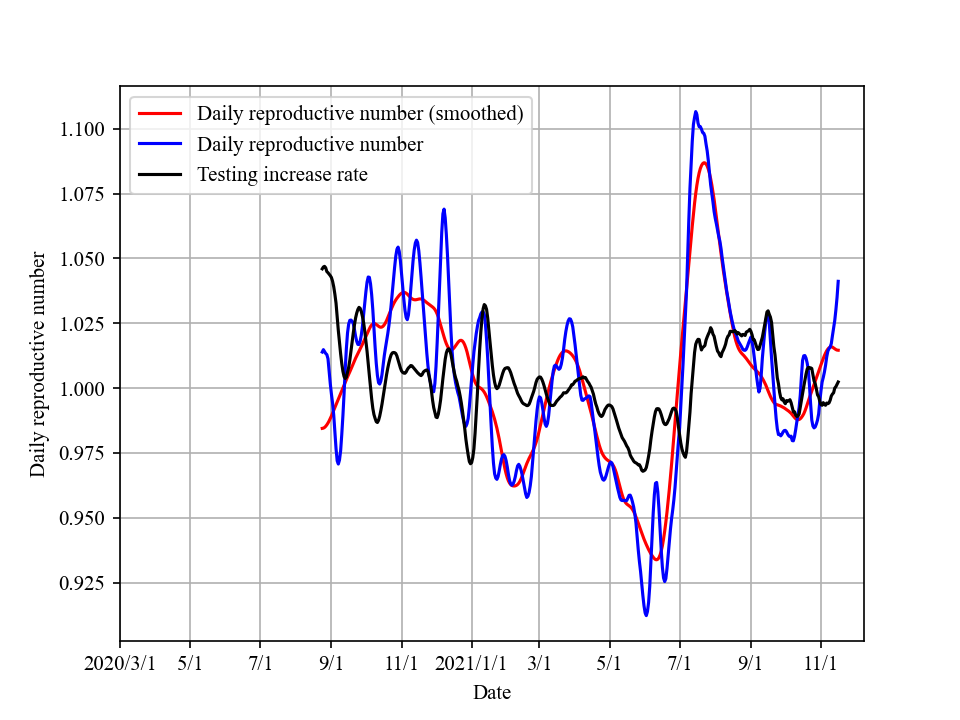 Daily reproductive number (smoothed)
Daily reproductive number
Testing increase rate
1.100
1.075
1.050
1.025
1.000
0.975
0.950
0.925
Daily reproductive number
2020/3/1 5/1 7/1 9/1 11/1 2021/1/1 3/1 5/1 7/1 9/1 11/1
Date